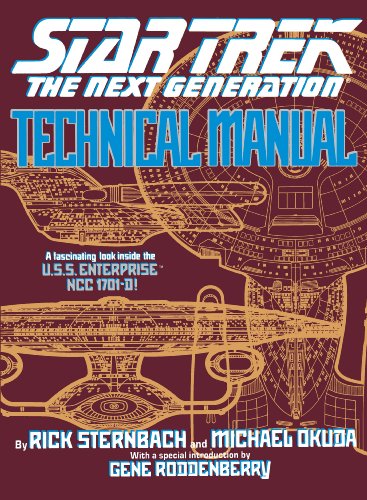 STAR TREK
THE NEXT GENERATION
TECHNICAL MANUAL
A fascinating look inside the
U.S.S. ENTERPRISE™
NCC 1701-D!
By RICK STERNBACH and MICHAEL OKUDA
With a special introduction by
GENE RODDENBERRY